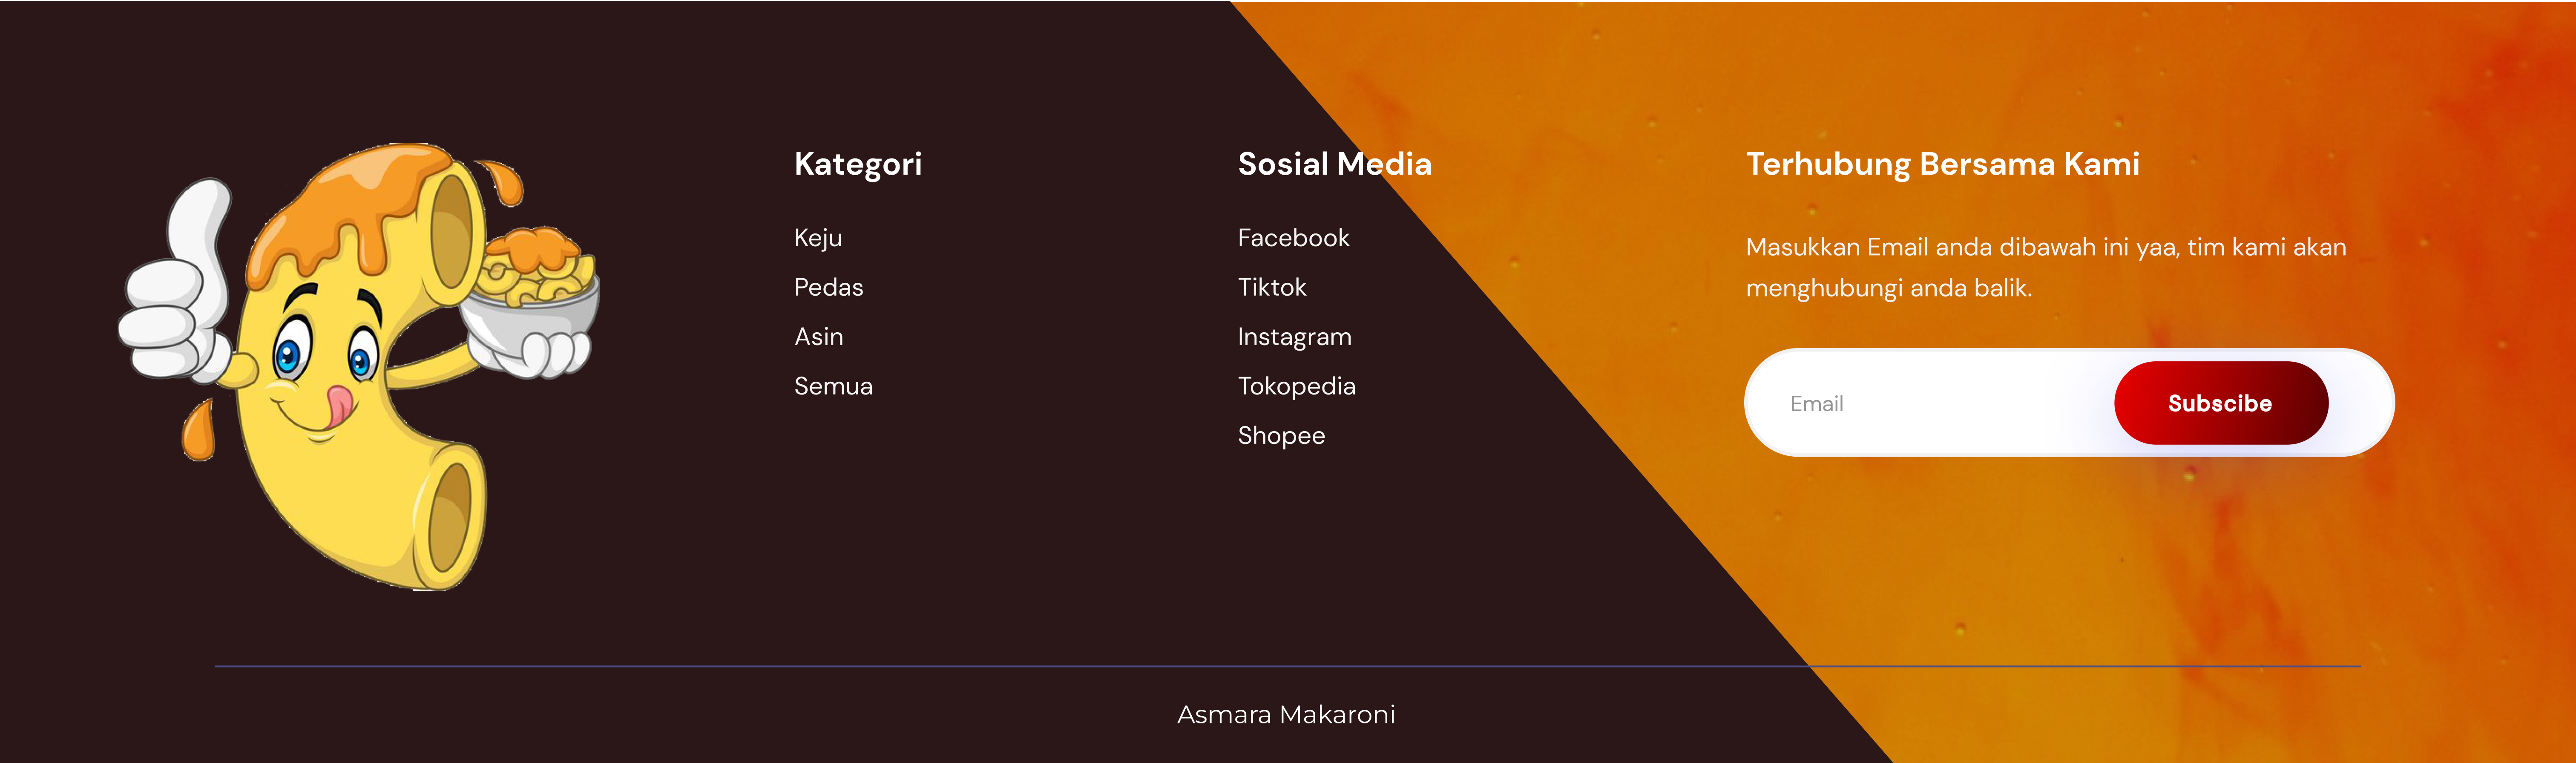 Kategori
Keju
Pedas
Asin
Semua
Sosial Media
Facebook
Tiktok
Instagram
Tokopedia
Shopee
Terhubung Bersama Kami
Masukkan Email anda dibawah ini yaa, tim kami akan
menghubungi anda balik.
Email
Subscibe
Asmara Makaroni